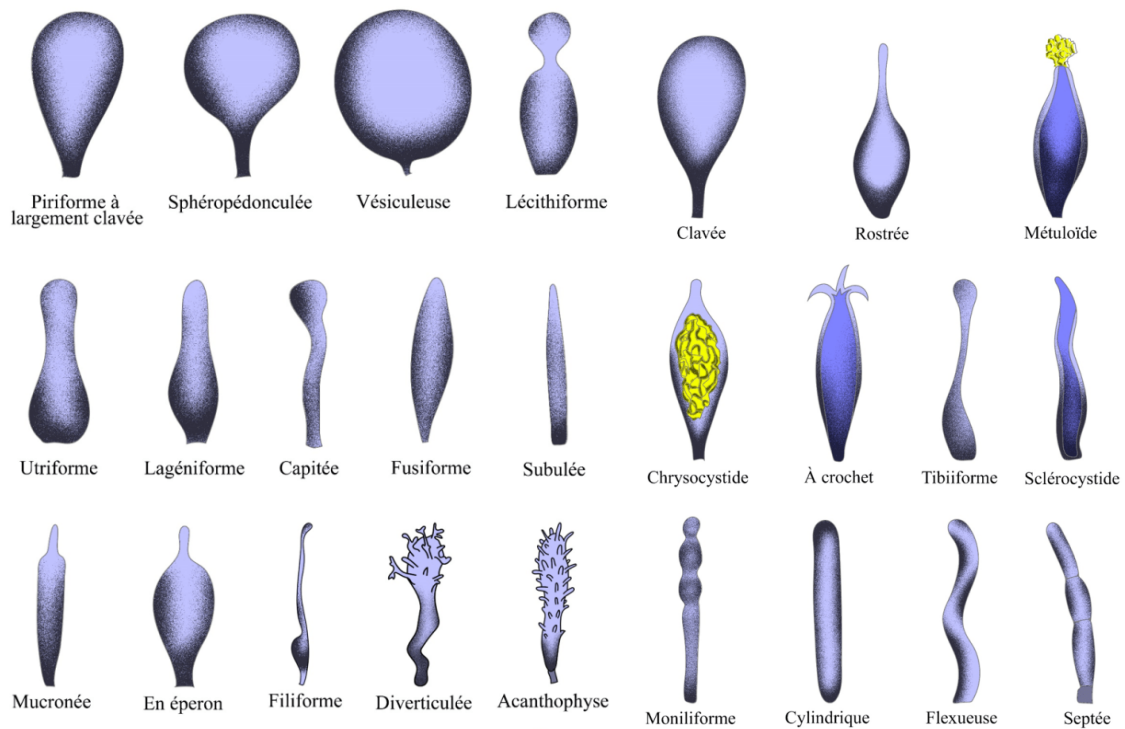 Piriforme à
largement clavée
Sphéropédonculée
Vésiculeuse
Lécithiforme
Clavée
Rostrée
Métuloïde
Utriforme
Lagéniforme
Capitée
Fusiforme
Subulée
Chrysocystide
À crochet
Tibiiforme
Sclérocystide
Mucronée
En éperon
Filiforme
Diverticulée
Acanthophyse
Moniliforme
Cylindrique
Flexueuse
Septée